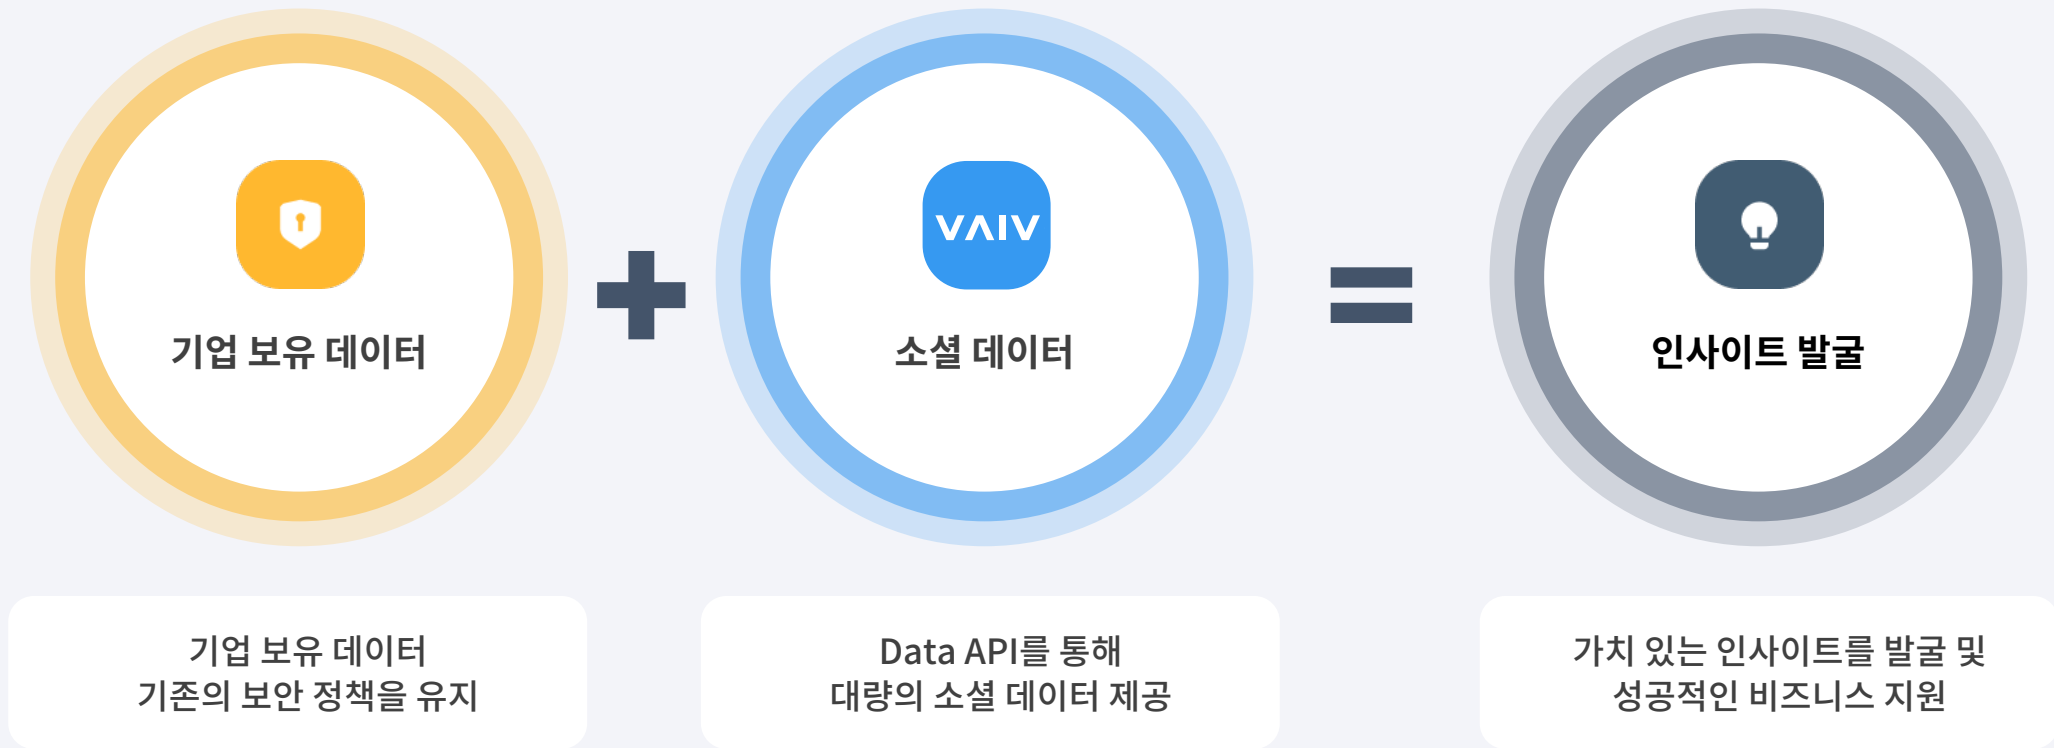 기업 보유 데이터
VAIV
소셜 데이터
인사이트 발굴
기업 보유 데이터
기존의 보안 정책을 유지
Data API를 통해
대량의 소셜 데이터 제공
가치 있는 인사이트를 발굴 및
성공적인 비즈니스 지원